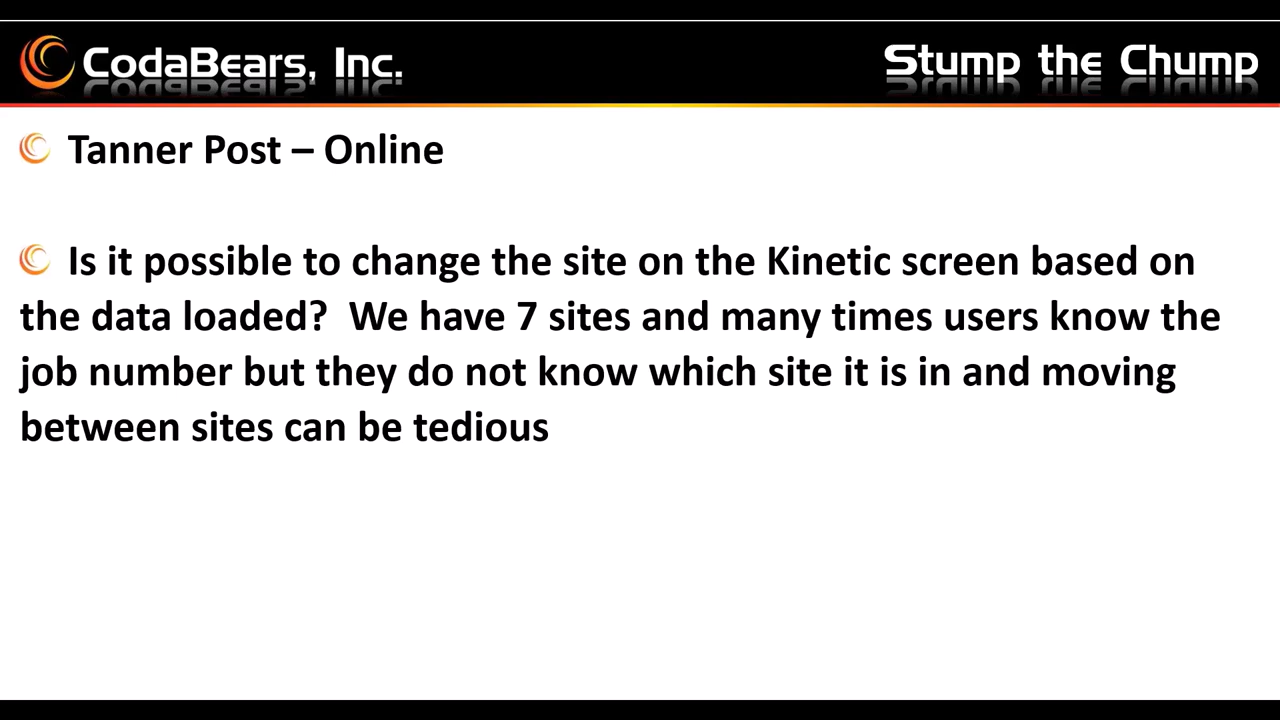 CodaBears, Inc.
Stump the Chump
Tanner Post – Online
Is it possible to change the site on the Kinetic screen based on
the data loaded?  We have 7 sites and many times users know the
job number but they do not know which site it is in and moving
between sites can be tedious